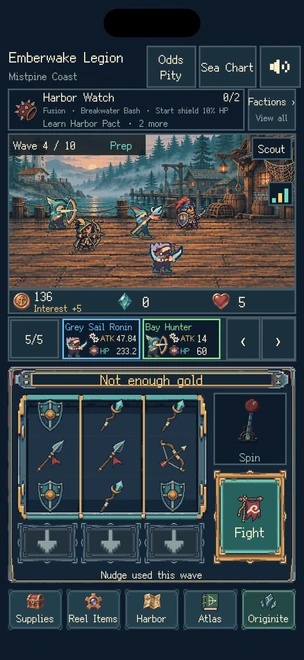 Emberwake Legion
Mistpine Coast
Odds
Pity
Sea Chart
Harbor Watch
0/2
Fusion · Breakwater Bash · Start shield 10% HP
Learn Harbor Pact · 2 more
Factions ›
View all
Wave 4 / 10
Prep
Scout
136
Interest +5
0
5
5/5
Grey Sail Ronin
ATK 47.84
HP 233.2
Bay Hunter
ATK 14
HP 60
‹
›
Not enough gold
Spin
Fight
Nudge used this wave
Supplies
Reel Items
Harbor
Atlas
Originite